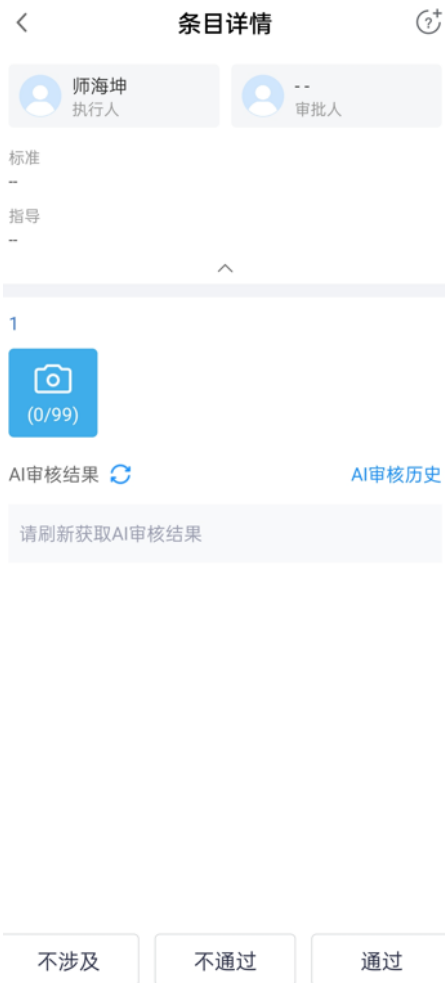 条目详情
师海坤
执行人
--
审批人
标准
--
指导
--
1
(0/99)
AI审核结果
AI审核历史
请刷新获取AI审核结果
不涉及
不通过
通过